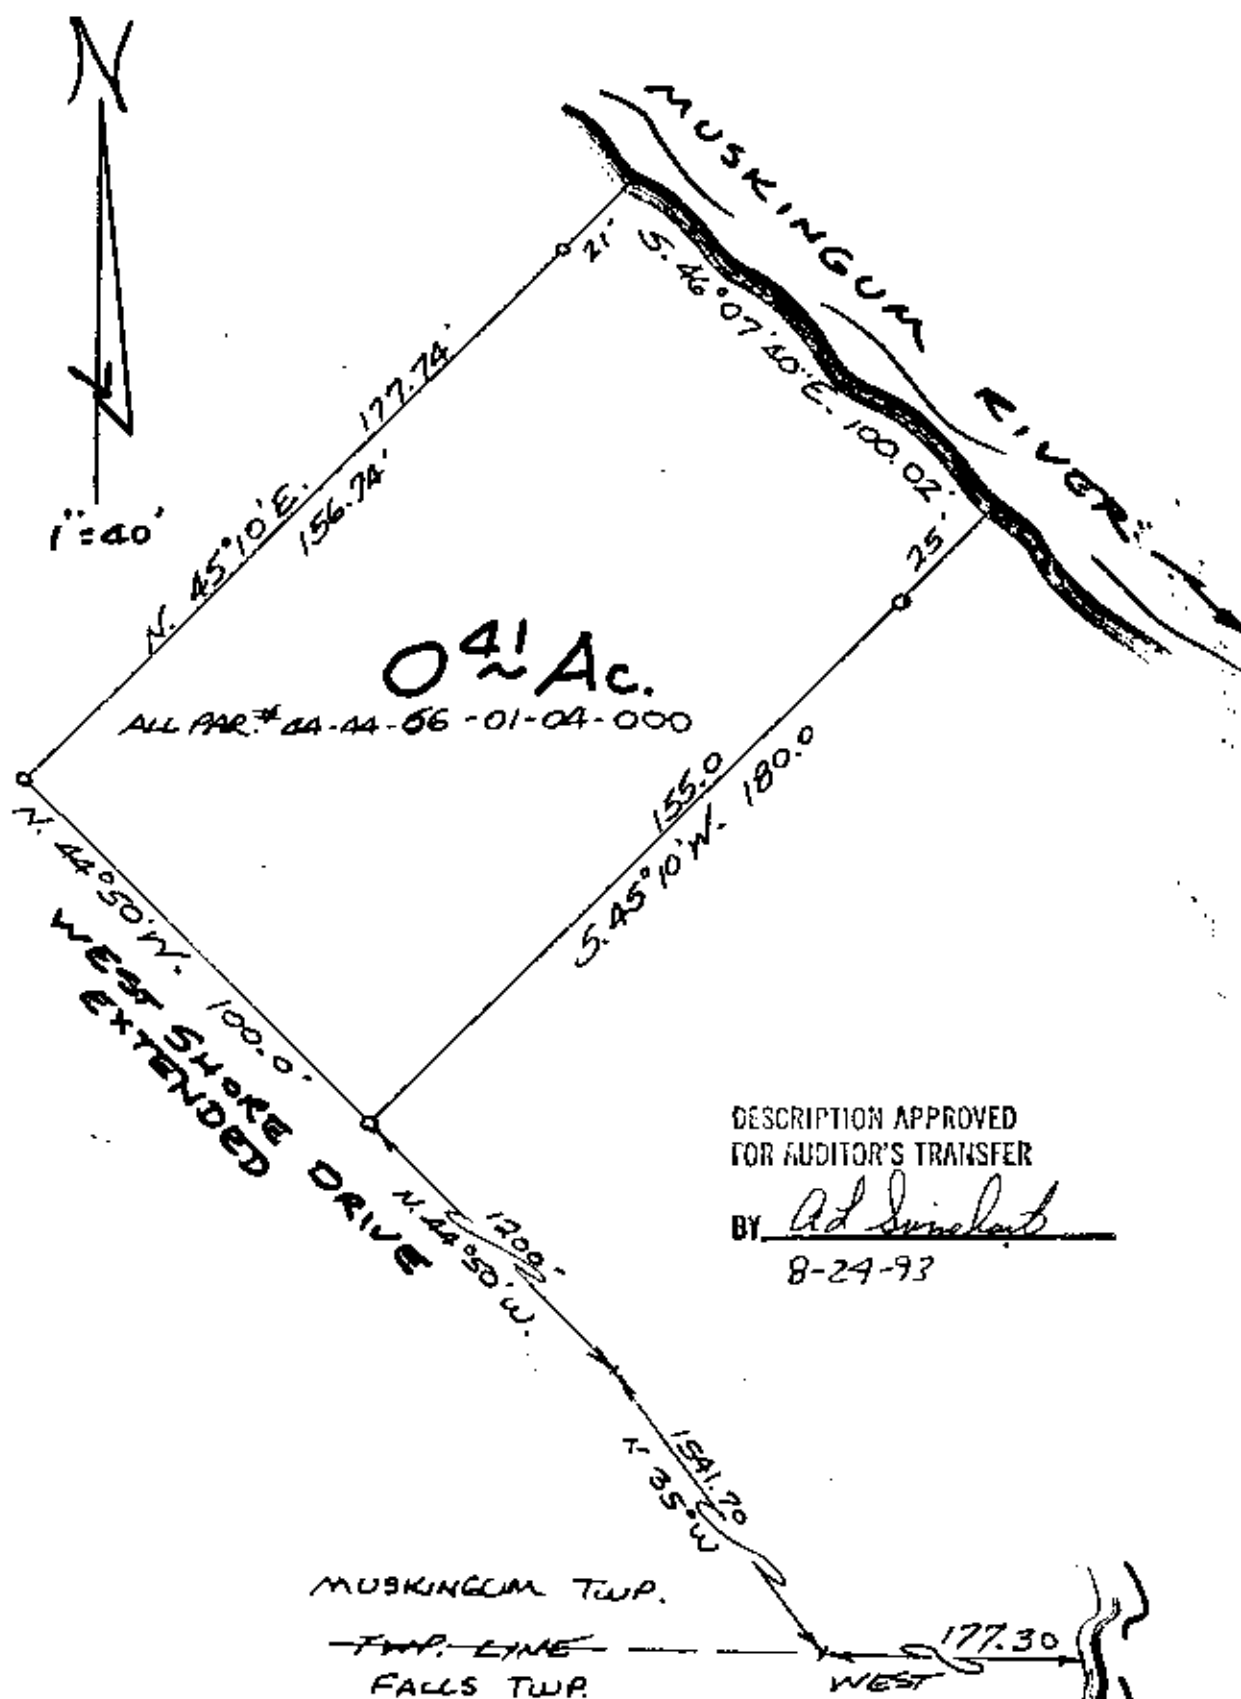 N
1"=40'
MUSKINGUM RIVER
21'
S. 46°07'40"E. 100.02'
25'
N. 45°10'E. 177.74'
156.74'
0 41 Ac.
ALL PAR.# 44-44-66-01-04-000
155.0
S. 45°10'W. 180.0
N. 44°50'W. 100.0'
WEST SHORE DRIVE
EXTENDED
DESCRIPTION APPROVED
FOR AUDITOR'S TRANSFER
BY
8-24-93
1200.
N. 44°50'W.
1541.70
35°W
MUSKINGUM TWP.
TWP. LINE
FALLS TWP.
177.30
WEST